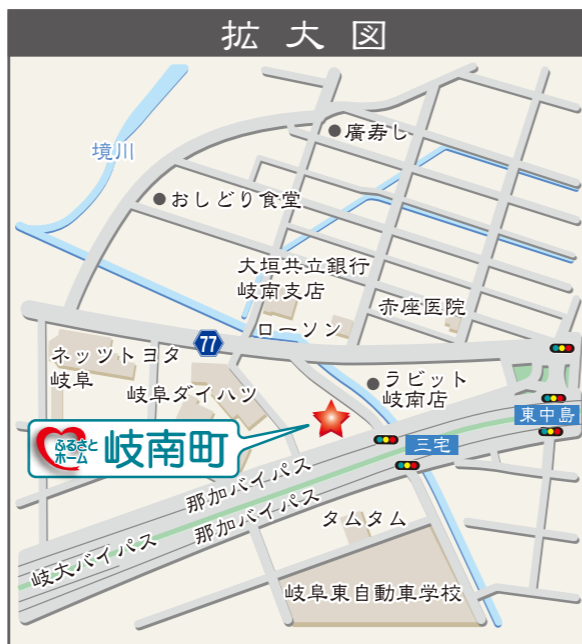 拡大図
境川
廣寿し
おしどり食堂
大垣共立銀行
岐南支店
赤座医院
ローソン
77
ネッツトヨタ
岐阜
岐阜ダイハツ
ラビット
岐南店
東中島
三宅
ふるさと
ホーム
岐南町
那加バイパス
那加バイパス
岐大バイパス
タムタム
岐阜東自動車学校